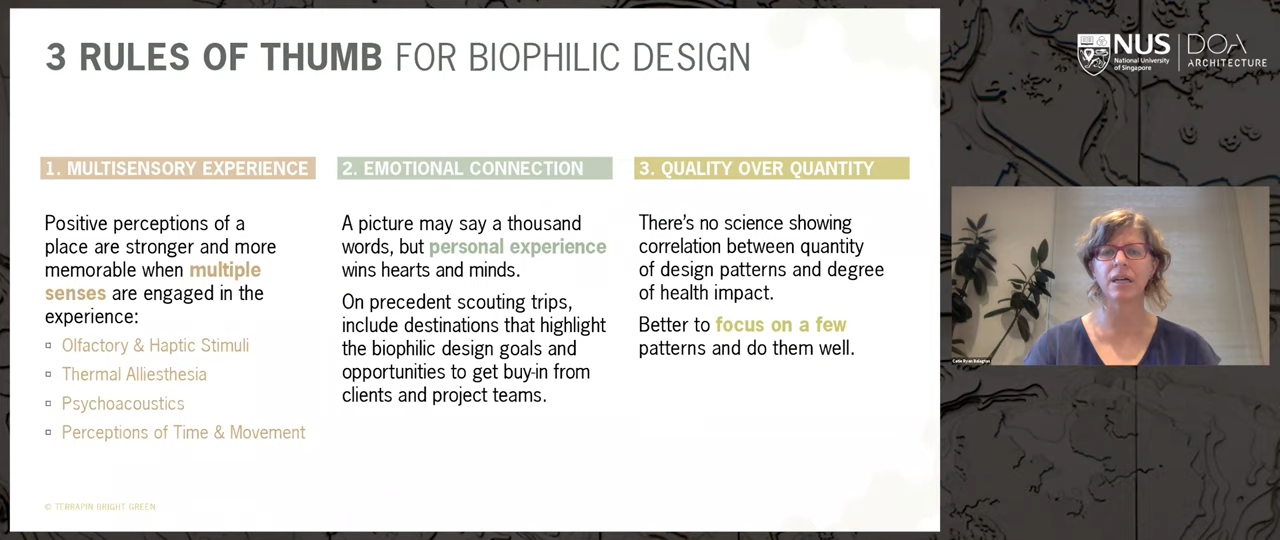 3 RULES OF THUMB FOR BIOPHILIC DESIGN
1. MULTISENSORY EXPERIENCE
Positive perceptions of a
place are stronger and more
memorable when multiple
senses are engaged in the
experience:
Olfactory & Haptic Stimuli
Thermal Alliesthesia
Psychoacoustics
Perceptions of Time & Movement
2. EMOTIONAL CONNECTION
A picture may say a thousand
words, but personal experience
wins hearts and minds.
On precedent scouting trips,
include destinations that highlight
the biophilic design goals and
opportunities to get buy-in from
clients and project teams.
3. QUALITY OVER QUANTITY
There's no science showing
correlation between quantity
of design patterns and degree
of health impact.
Better to focus on a few
patterns and do them well.
© TERRAPIN BRIGHT GREEN
NUS
National University
of Singapore
DOA
ARCHITECTURE
Catie Ryan Balagtas